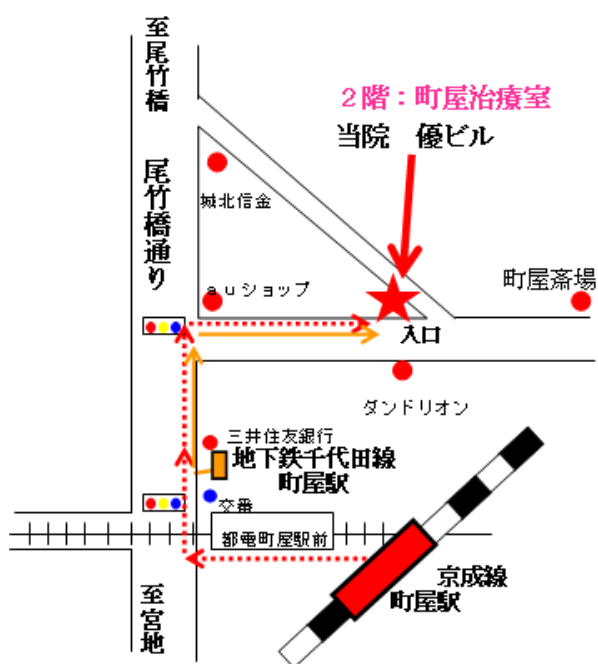 至尾竹橋
２階：町屋治療室
当院　優ビル
尾竹橋通り
城北信金
町屋斎場
ａｕショップ
入口
ダンドリオン
三井住友銀行
地下鉄千代田線
町屋駅
交番
都電町屋駅前
京成線
町屋駅
至宮地